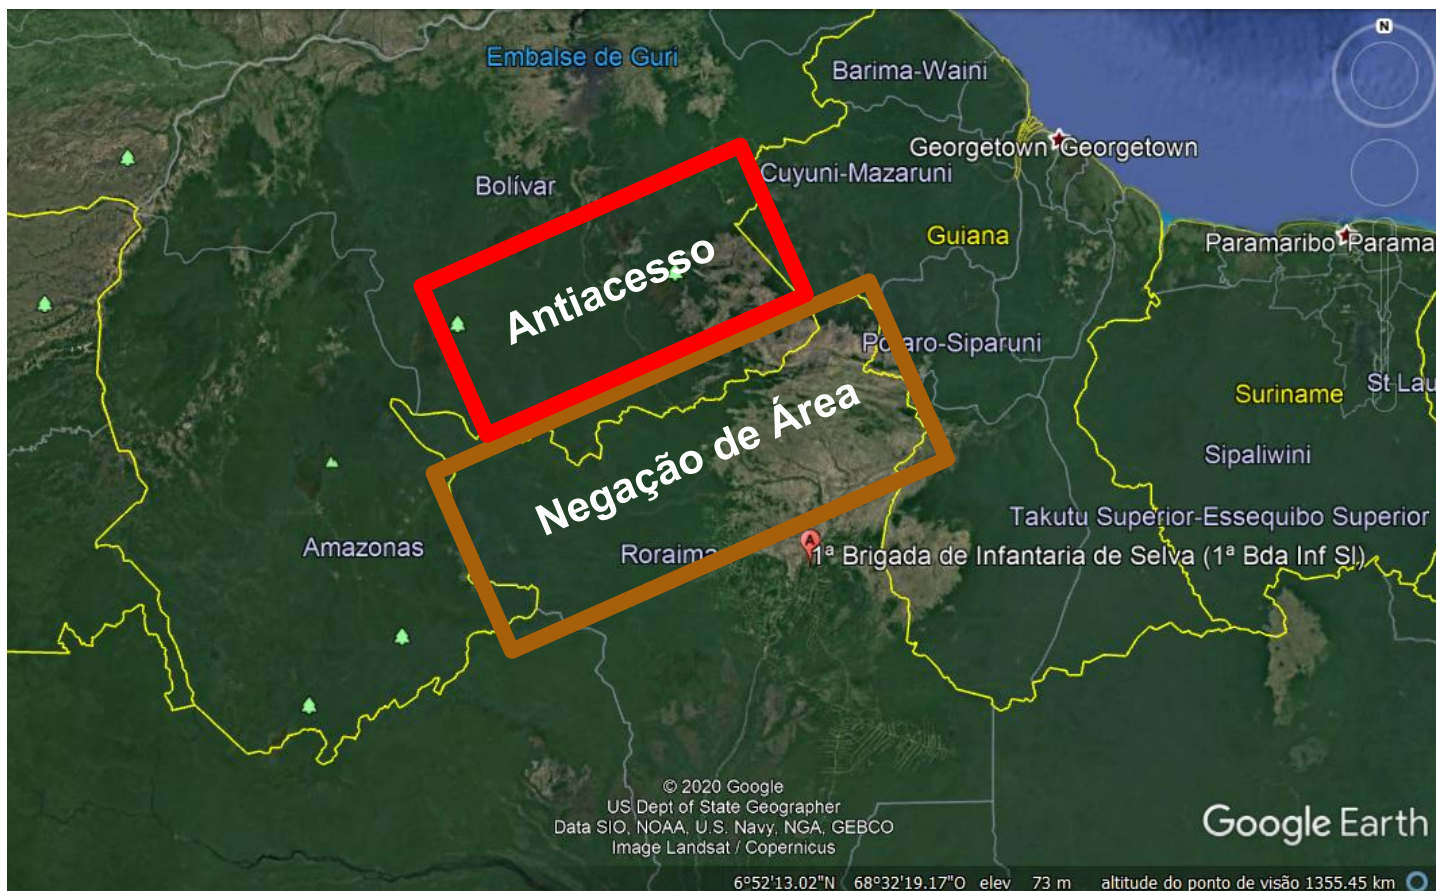 N
Embalse de Guri
Barima-Waini
Georgetown Georgetown
Cuyuni-Mazaruni
Bolívar
Guiana
Paramaribo Parama
Antiacesso
Potaro-Siparuni
St Lau
Suriname
Negação de Área
Sipaliwini
Takutu Superior-Essequibo Superior
Amazonas
Roraima
A
1ª Brigada de Infantaria de Selva (1ª Bda Inf Sl)
© 2020 Google
US Dept of State Geographer
Data SIO, NOAA, U.S. Navy, NGA, GEBCO
Image Landsat / Copernicus
Google Earth
6°52'13.02"N 68°32'19.17"O elev 73 m altitude do ponto de visão 1355.45 km